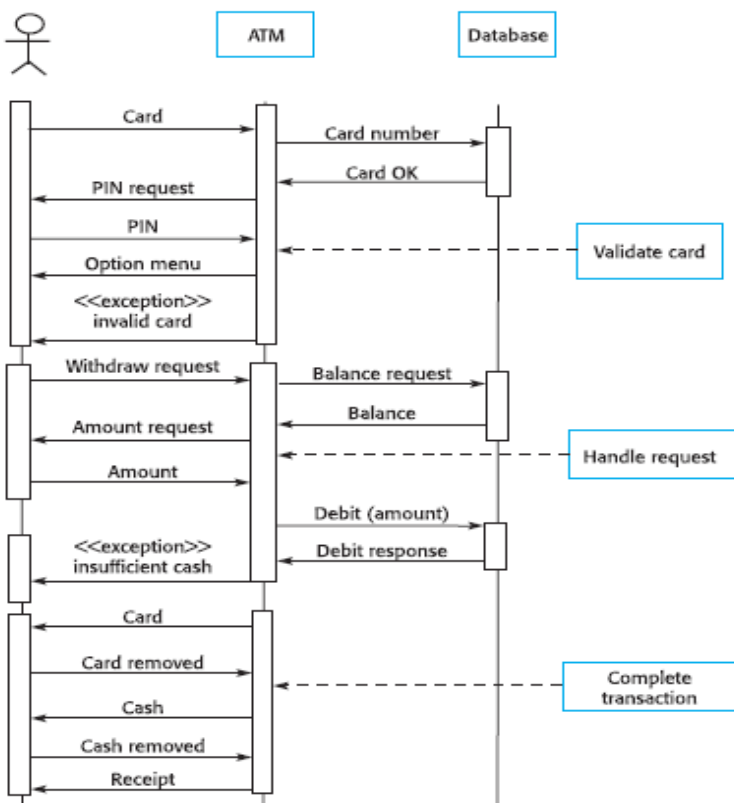 ATM
Database
Card
Card number
Card OK
PIN request
PIN
Validate card
Option menu
<<exception>>
invalid card
Withdraw request
Balance request
Balance
Amount request
Handle request
Amount
Debit (amount)
<<exception>>
insufficient cash
Debit response
Card
Card removed
Complete
transaction
Cash
Cash removed
Receipt